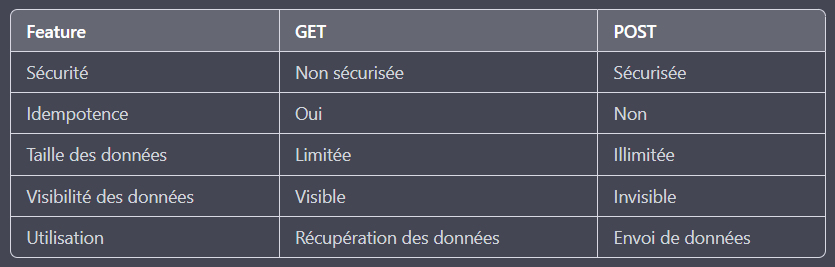 Feature GET POST
Sécurité Non sécurisée Sécurisée
Idempotence Oui Non
Taille des données Limitée Illimitée
Visibilité des données Visible Invisible
Utilisation Récupération des données Envoi de données